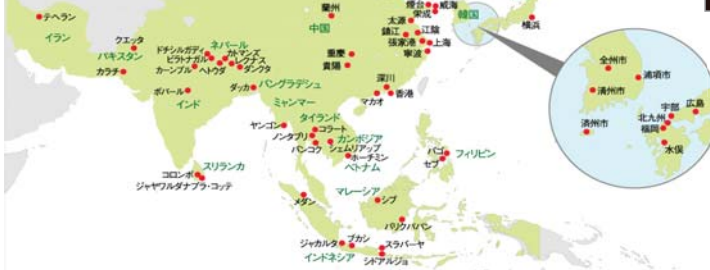 テヘラン
イラン
クエッタ
パキスタン
カラチ
ネパール
ドチシルガディ
カトマンズ
ビラトナガル
レクナス
カーンプル
ヘトウダ
ダンクタ
ダッカ
バングラデシュ
ボパール
インド
ミャンマー
ヤンゴン
コロンボ
スリランカ
ジャヤワルダナプラ・コッテ
蘭州
中国
煙台
威海
栄成
太源
鎮江
江陰
張家港
上海
寧波
重慶
貴陽
深川
香港
マカオ
韓国
横浜
タイランド
コラート
ノンタブリ
バンコク
カンボジア
シェムリアップ
ホーチミン
ベトナム
バゴ
セブ
フィリピン
マレーシア
シブ
メダン
バリクパパン
ジャカルタ
ブカシ
スラバーヤ
インドネシア
シドアルジョ
全州市
浦項市
清州市
済州市
広島
宇部
北九州
福岡
水俣